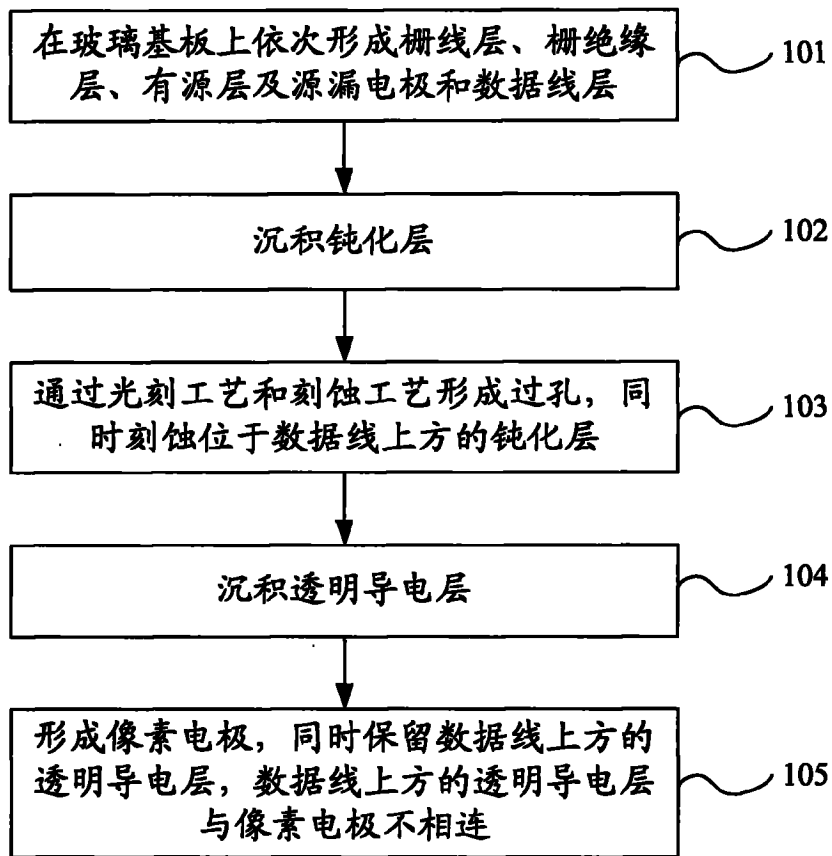 在玻璃基板上依次形成栅线层、栅绝缘
层、有源层及源漏电极和数据线层
101
沉积钝化层
102
通过光刻工艺和刻蚀工艺形成过孔，同
时刻蚀位于数据线上方的钝化层
103
沉积透明导电层
104
形成像素电极，同时保留数据线上方的
透明导电层，数据线上方的透明导电层
与像素电极不相连
105